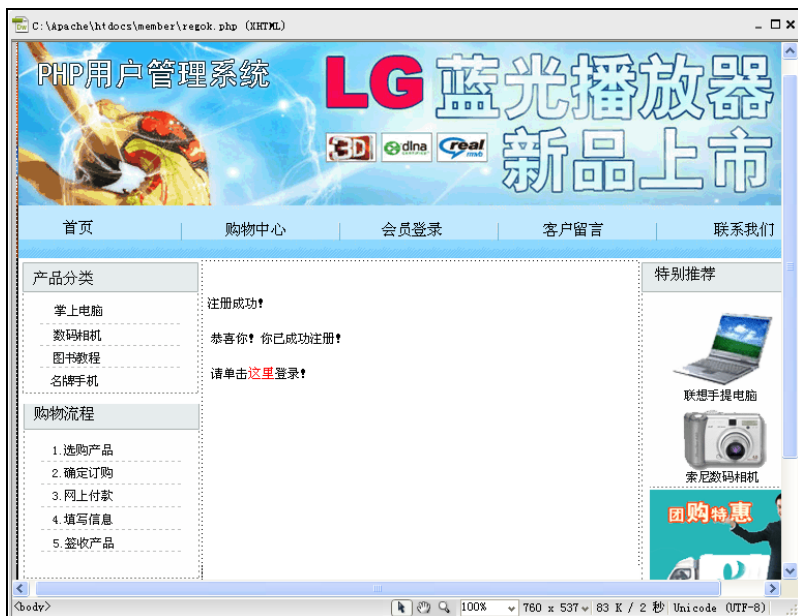 C:\Apache\htdocs\member\regok.php (XHTML)
PHP用户管理系统
LG 蓝光播放器
新品上市
3D dlna CERTIFIED real
首页 购物中心 会员登录 客户留言 联系我们
产品分类
掌上电脑
数码相机
图书教程
名牌手机
购物流程
1.选购产品
2.确定订购
3.网上付款
4.填写信息
5.签收产品
注册成功!
恭喜你! 你已成功注册!
请单击这里登录!
特别推荐
联想手提电脑
索尼数码相机
团购特惠
<body> 100% 760 x 537 83 K / 2 秒 Unicode (UTF-8)